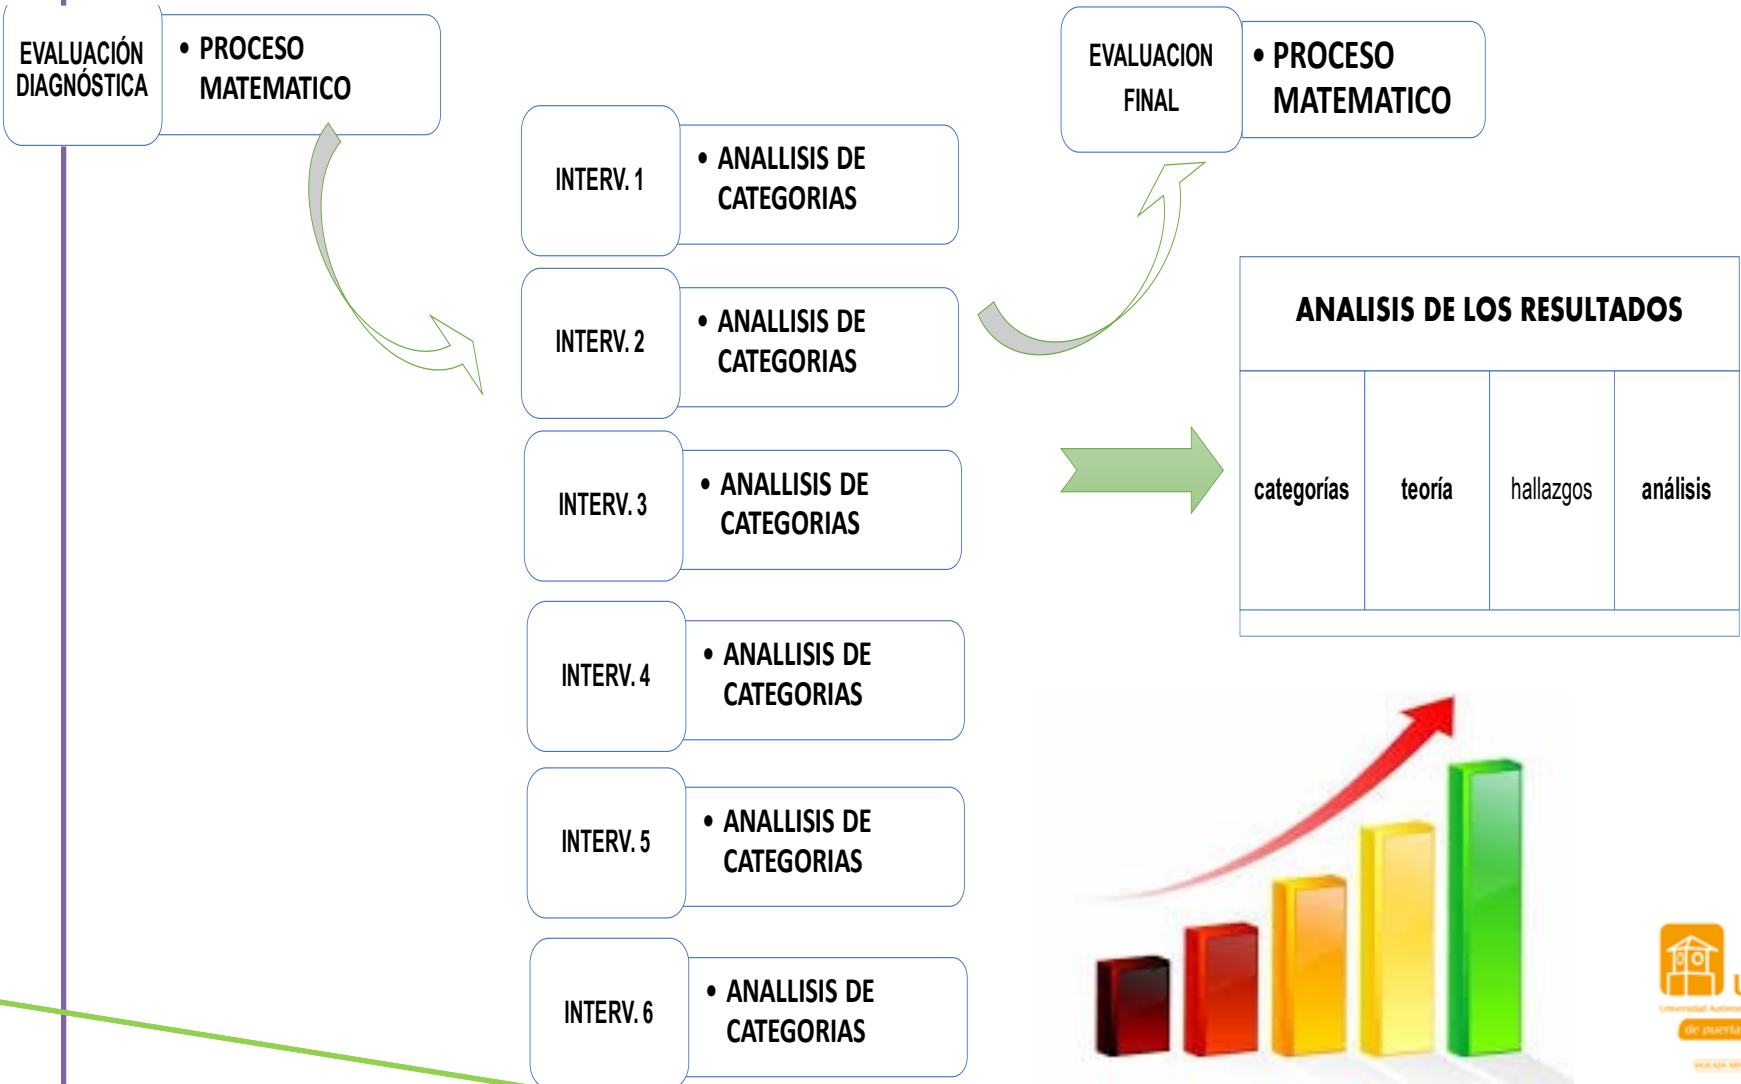 EVALUACIÓN
DIAGNÓSTICA
• PROCESO
MATEMATICO
INTERV. 1
• ANALLISIS DE
CATEGORIAS
INTERV. 2
• ANALLISIS DE
CATEGORIAS
INTERV. 3
• ANALLISIS DE
CATEGORIAS
INTERV. 4
• ANALLISIS DE
CATEGORIAS
INTERV. 5
• ANALLISIS DE
CATEGORIAS
INTERV. 6
• ANALLISIS DE
CATEGORIAS
EVALUACION
FINAL
• PROCESO
MATEMATICO
ANALISIS DE LOS RESULTADOS
categorías
teoría
hallazgos
análisis
Universidad
de